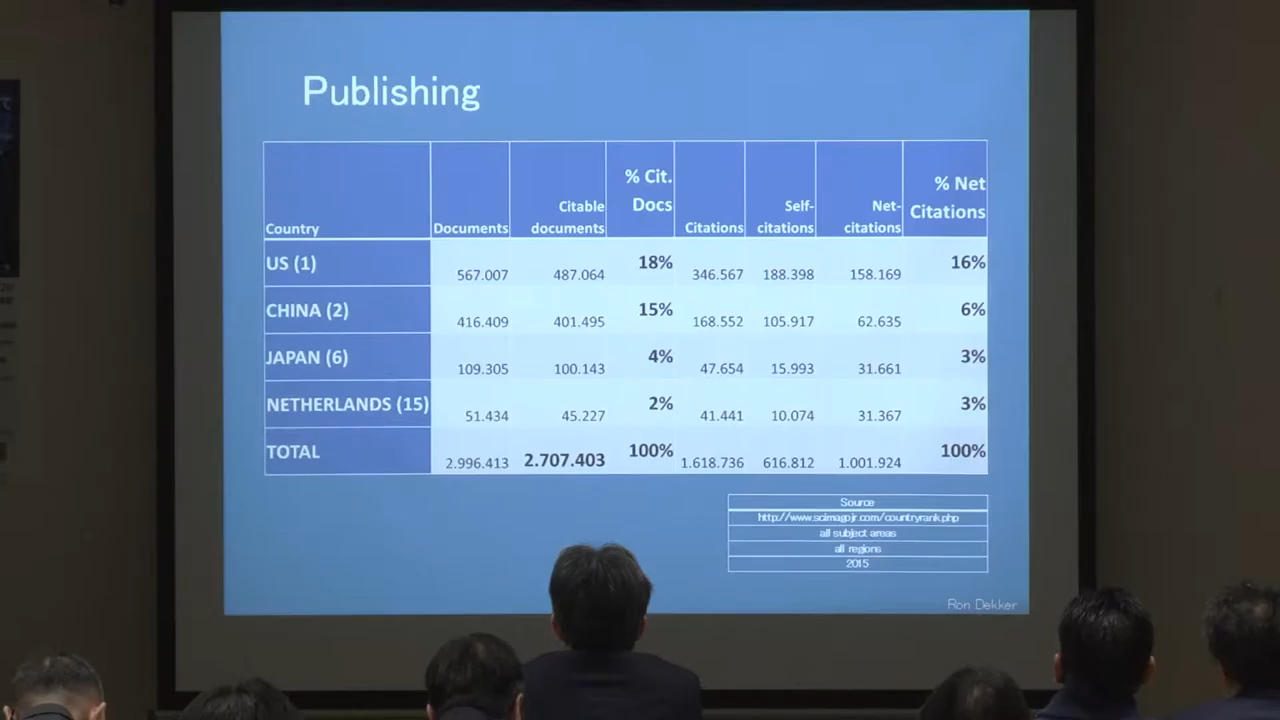 Publishing
Country Documents Citable documents % Cit. Docs Citations Self-citations Net-citations % Net Citations
US (1) 567.007 487.064 18% 346.567 188.398 158.169 16%
CHINA (2) 416.409 401.495 15% 168.552 105.917 62.635 6%
JAPAN (6) 109.305 100.143 4% 47.654 15.993 31.661 3%
NETHERLANDS (15) 51.434 45.227 2% 41.441 10.074 31.367 3%
TOTAL 2.996.413 2.707.403 100% 1.618.736 616.812 1.001.924 100%
Source
http://www.scimagojr.com/countryrank.php
all subject areas
all regions
2015
Ron Dekker